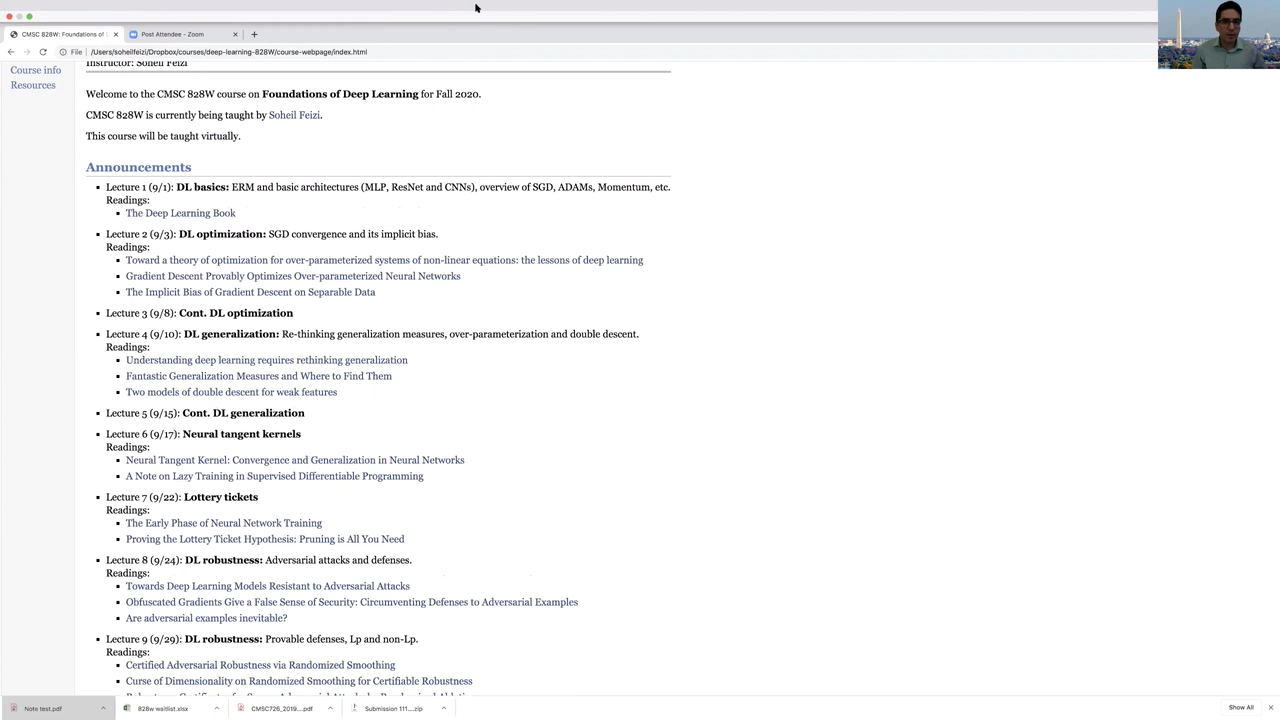 CMSC 828W: Foundations of D
Post Attendee - Zoom
File
/Users/soheilfeizi/Dropbox/courses/deep-learning-828W/course-webpage/index.html
Course info
Resources
Instructor: Soheil Feizi
Welcome to the CMSC 828W course on Foundations of Deep Learning for Fall 2020.
CMSC 828W is currently being taught by Soheil Feizi.
This course will be taught virtually.
Announcements
Lecture 1 (9/1): DL basics: ERM and basic architectures (MLP, ResNet and CNNs), overview of SGD, ADAMs, Momentum, etc.
Readings:
The Deep Learning Book
Lecture 2 (9/3): DL optimization: SGD convergence and its implicit bias.
Readings:
Toward a theory of optimization for over-parameterized systems of non-linear equations: the lessons of deep learning
Gradient Descent Provably Optimizes Over-parameterized Neural Networks
The Implicit Bias of Gradient Descent on Separable Data
Lecture 3 (9/8): Cont. DL optimization
Lecture 4 (9/10): DL generalization: Re-thinking generalization measures, over-parameterization and double descent.
Readings:
Understanding deep learning requires rethinking generalization
Fantastic Generalization Measures and Where to Find Them
Two models of double descent for weak features
Lecture 5 (9/15): Cont. DL generalization
Lecture 6 (9/17): Neural tangent kernels
Readings:
Neural Tangent Kernel: Convergence and Generalization in Neural Networks
A Note on Lazy Training in Supervised Differentiable Programming
Lecture 7 (9/22): Lottery tickets
Readings:
The Early Phase of Neural Network Training
Proving the Lottery Ticket Hypothesis: Pruning is All You Need
Lecture 8 (9/24): DL robustness: Adversarial attacks and defenses.
Readings:
Towards Deep Learning Models Resistant to Adversarial Attacks
Obfuscated Gradients Give a False Sense of Security: Circumventing Defenses to Adversarial Examples
Are adversarial examples inevitable?
Lecture 9 (9/29): DL robustness: Provable defenses, Lp and non-Lp.
Readings:
Certified Adversarial Robustness via Randomized Smoothing
Curse of Dimensionality on Randomized Smoothing for Certifiable Robustness
Note test.pdf
828w waitlist.xlsx
CMSC726_2019....pdf
Submission 111....zip
Show All